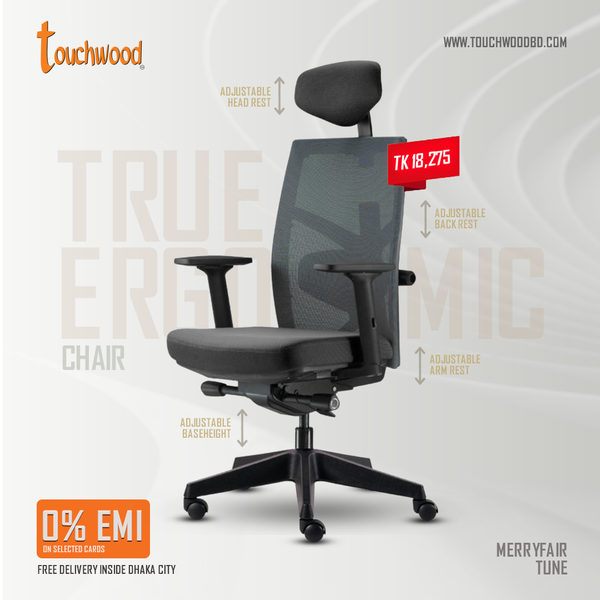 touchwood®
WWW.TOUCHWOODBD.COM
ADJUSTABLE
HEAD REST
TK 18,275
TRUE
ERGONOMIC
CHAIR
ADJUSTABLE
BACK REST
ADJUSTABLE
ARM REST
ADJUSTABLE
BASEHEIGHT
0% EMI
ON SELECTED CARDS
FREE DELIVERY INSIDE DHAKA CITY
MERRYFAIR
TUNE